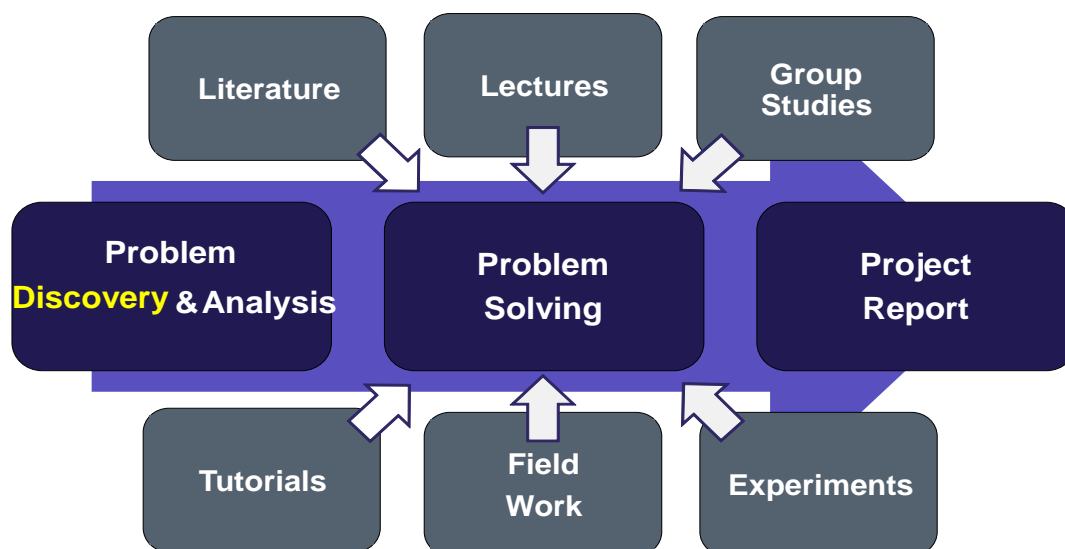 Literature
Lectures
Group
Studies
Problem
Discovery & Analysis
Problem
Solving
Project
Report
Tutorials
Field
Work
Experiments